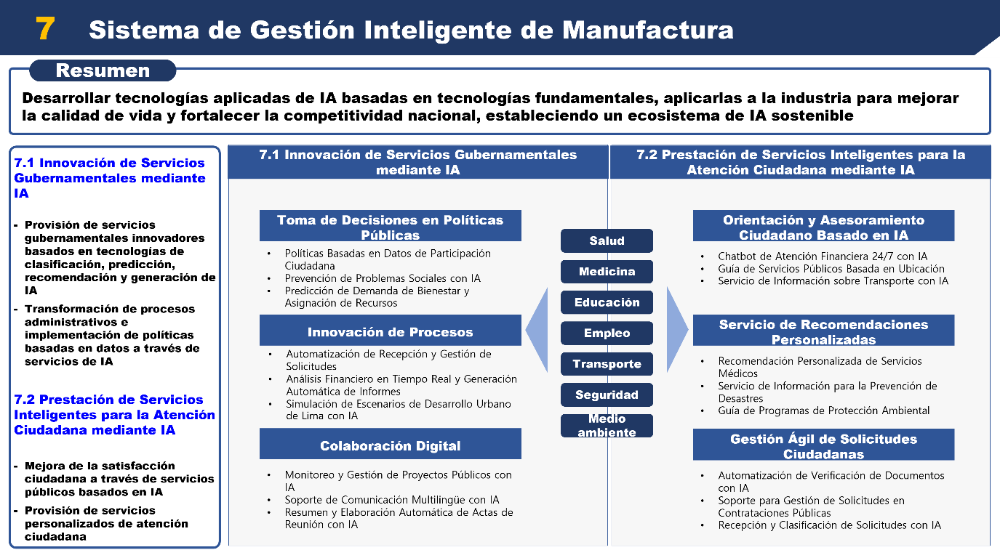 7 Sistema de Gestión Inteligente de Manufactura
Resumen
Desarrollar tecnologías aplicadas de IA basadas en tecnologías fundamentales, aplicarlas a la industria para mejorar
la calidad de vida y fortalecer la competitividad nacional, estableciendo un ecosistema de IA sostenible
7.1 Innovación de Servicios
Gubernamentales mediante
IA
- Provisión de servicios
gubernamentales innovadores
basados en tecnologías de
clasificación, predicción,
recomendación y generación de
IA
- Transformación de procesos
administrativos e
implementación de políticas
basadas en datos a través de
servicios de IA
7.2 Prestación de Servicios
Inteligentes para la Atención
Ciudadana mediante IA
- Mejora de la satisfacción
ciudadana a través de servicios
públicos basados en IA
- Provisión de servicios
personalizados de atención
ciudadana
7.1 Innovación de Servicios Gubernamentales
mediante IA
Toma de Decisiones en Políticas
Públicas
• Políticas Basadas en Datos de Participación
Ciudadana
• Prevención de Problemas Sociales con IA
• Predicción de Demanda de Bienestar y
Asignación de Recursos
Innovación de Procesos
• Automatización de Recepción y Gestión de
Solicitudes
• Análisis Financiero en Tiempo Real y Generación
Automática de Informes
• Simulación de Escenarios de Desarrollo Urbano
de Lima con IA
Colaboración Digital
• Monitoreo y Gestión de Proyectos Públicos con
IA
• Soporte de Comunicación Multilingüe con IA
• Resumen y Elaboración Automática de Actas de
Reunión con IA
Salud
Medicina
Educación
Empleo
Transporte
Seguridad
Medio
ambiente
7.2 Prestación de Servicios Inteligentes para la
Atención Ciudadana mediante IA
Orientación y Asesoramiento
Ciudadano Basado en IA
• Chatbot de Atención Financiera 24/7 con IA
• Guía de Servicios Públicos Basada en Ubicación
• Servicio de Información sobre Transporte con IA
Servicio de Recomendaciones
Personalizadas
• Recomendación Personalizada de Servicios
Médicos
• Servicio de Información para la Prevención de
Desastres
• Guía de Programas de Protección Ambiental
Gestión Ágil de Solicitudes
Ciudadanas
• Automatización de Verificación de Documentos
con IA
• Soporte para Gestión de Solicitudes en
Contrataciones Públicas
• Recepción y Clasificación de Solicitudes con IA